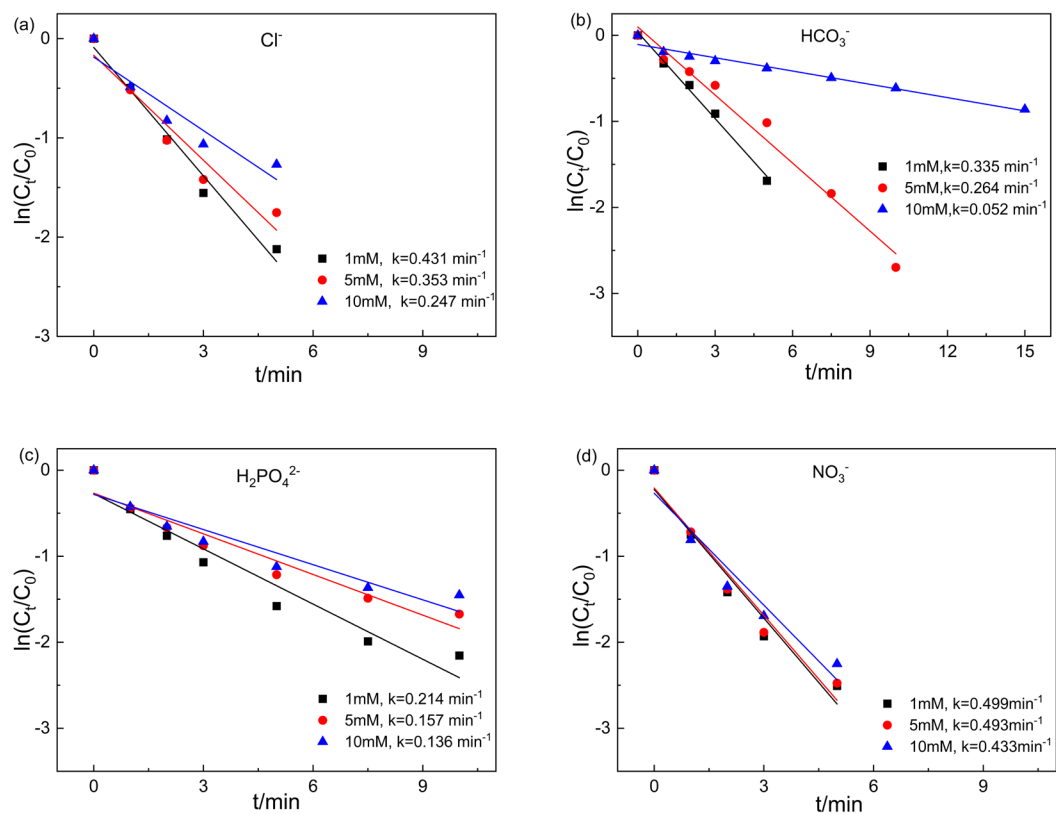 (a)
Cl⁻
ln(Cₜ/C₀)
0
-1
-2
-3
1mM, k=0.431 min⁻¹
5mM, k=0.353 min⁻¹
10mM, k=0.247 min⁻¹
0 3 6 9
t/min
(b)
HCO₃⁻
ln(Cₜ/C₀)
0
-1
-2
-3
1mM,k=0.335 min⁻¹
5mM,k=0.264 min⁻¹
10mM,k=0.052 min⁻¹
0 3 6 9 12 15
t/min
(c)
H₂PO₄²⁻
ln(Cₜ/C₀)
0
-1
-2
-3
1mM, k=0.214 min⁻¹
5mM, k=0.157 min⁻¹
10mM, k=0.136 min⁻¹
0 3 6 9
t/min
(d)
NO₃⁻
ln(Cₜ/C₀)
0
-1
-2
-3
1mM, k=0.499min⁻¹
5mM, k=0.493min⁻¹
10mM, k=0.433min⁻¹
0 3 6 9
t/min